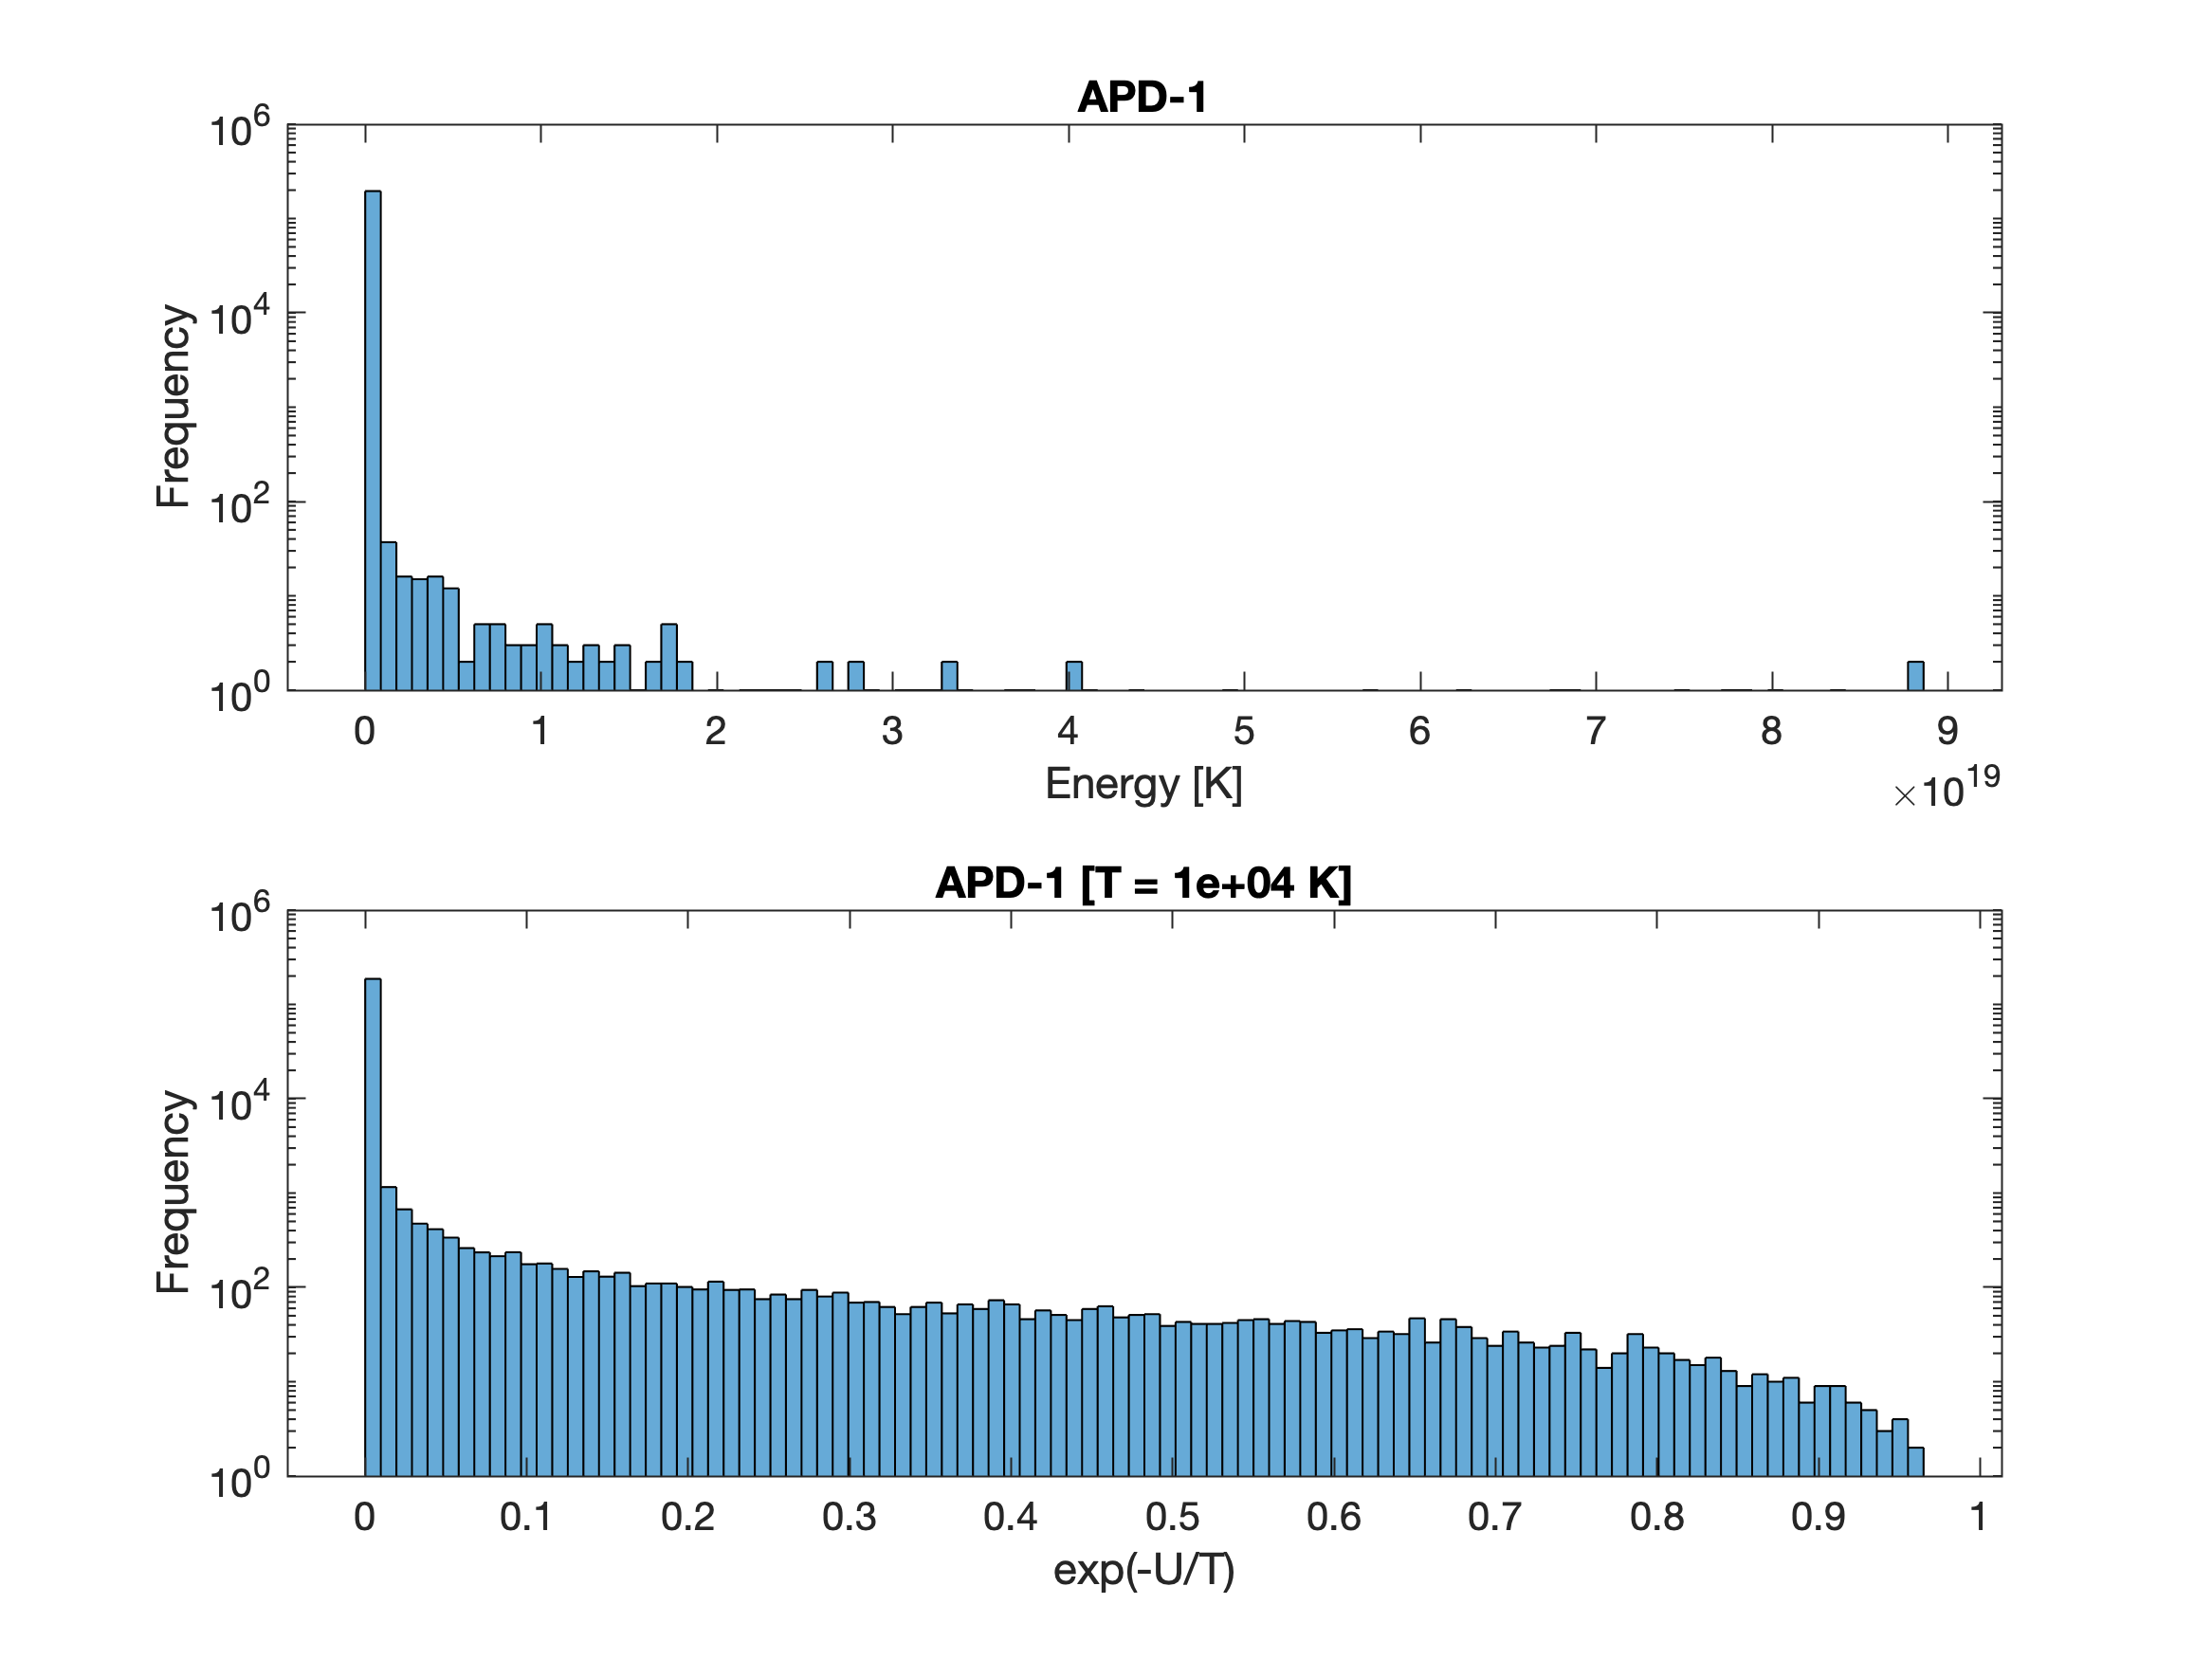 APD-1
10^6
10^4
10^2
10^0
Frequency
0 1 2 3 4 5 6 7 8 9
×10^19
Energy [K]
APD-1 [T = 1e+04 K]
10^6
10^4
10^2
10^0
Frequency
0 0.1 0.2 0.3 0.4 0.5 0.6 0.7 0.8 0.9 1
exp(-U/T)